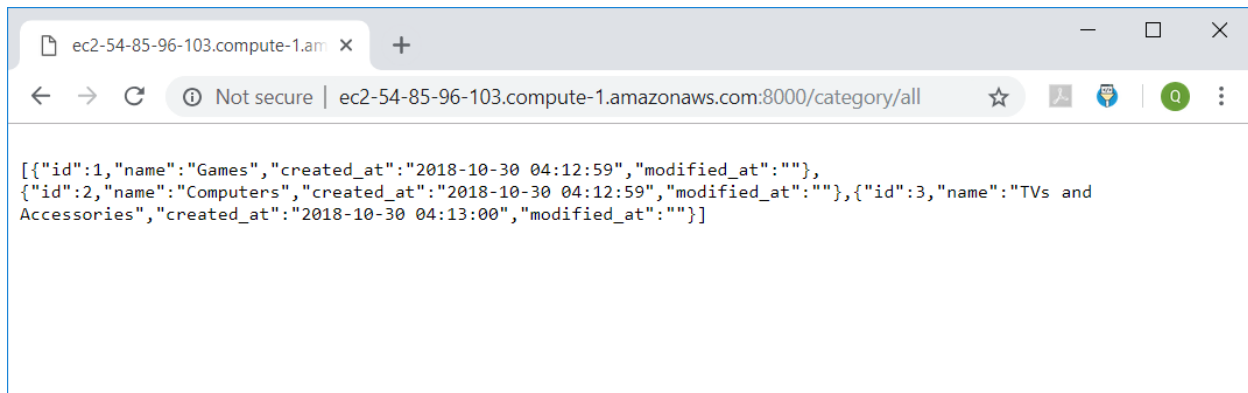 ec2-54-85-96-103.compute-1.am
Not secure | ec2-54-85-96-103.compute-1.amazonaws.com:8000/category/all
Q
[{"id":1,"name":"Games","created_at":"2018-10-30 04:12:59","modified_at":""},
{"id":2,"name":"Computers","created_at":"2018-10-30 04:12:59","modified_at":""},{"id":3,"name":"TVs and
Accessories","created_at":"2018-10-30 04:13:00","modified_at":""}]